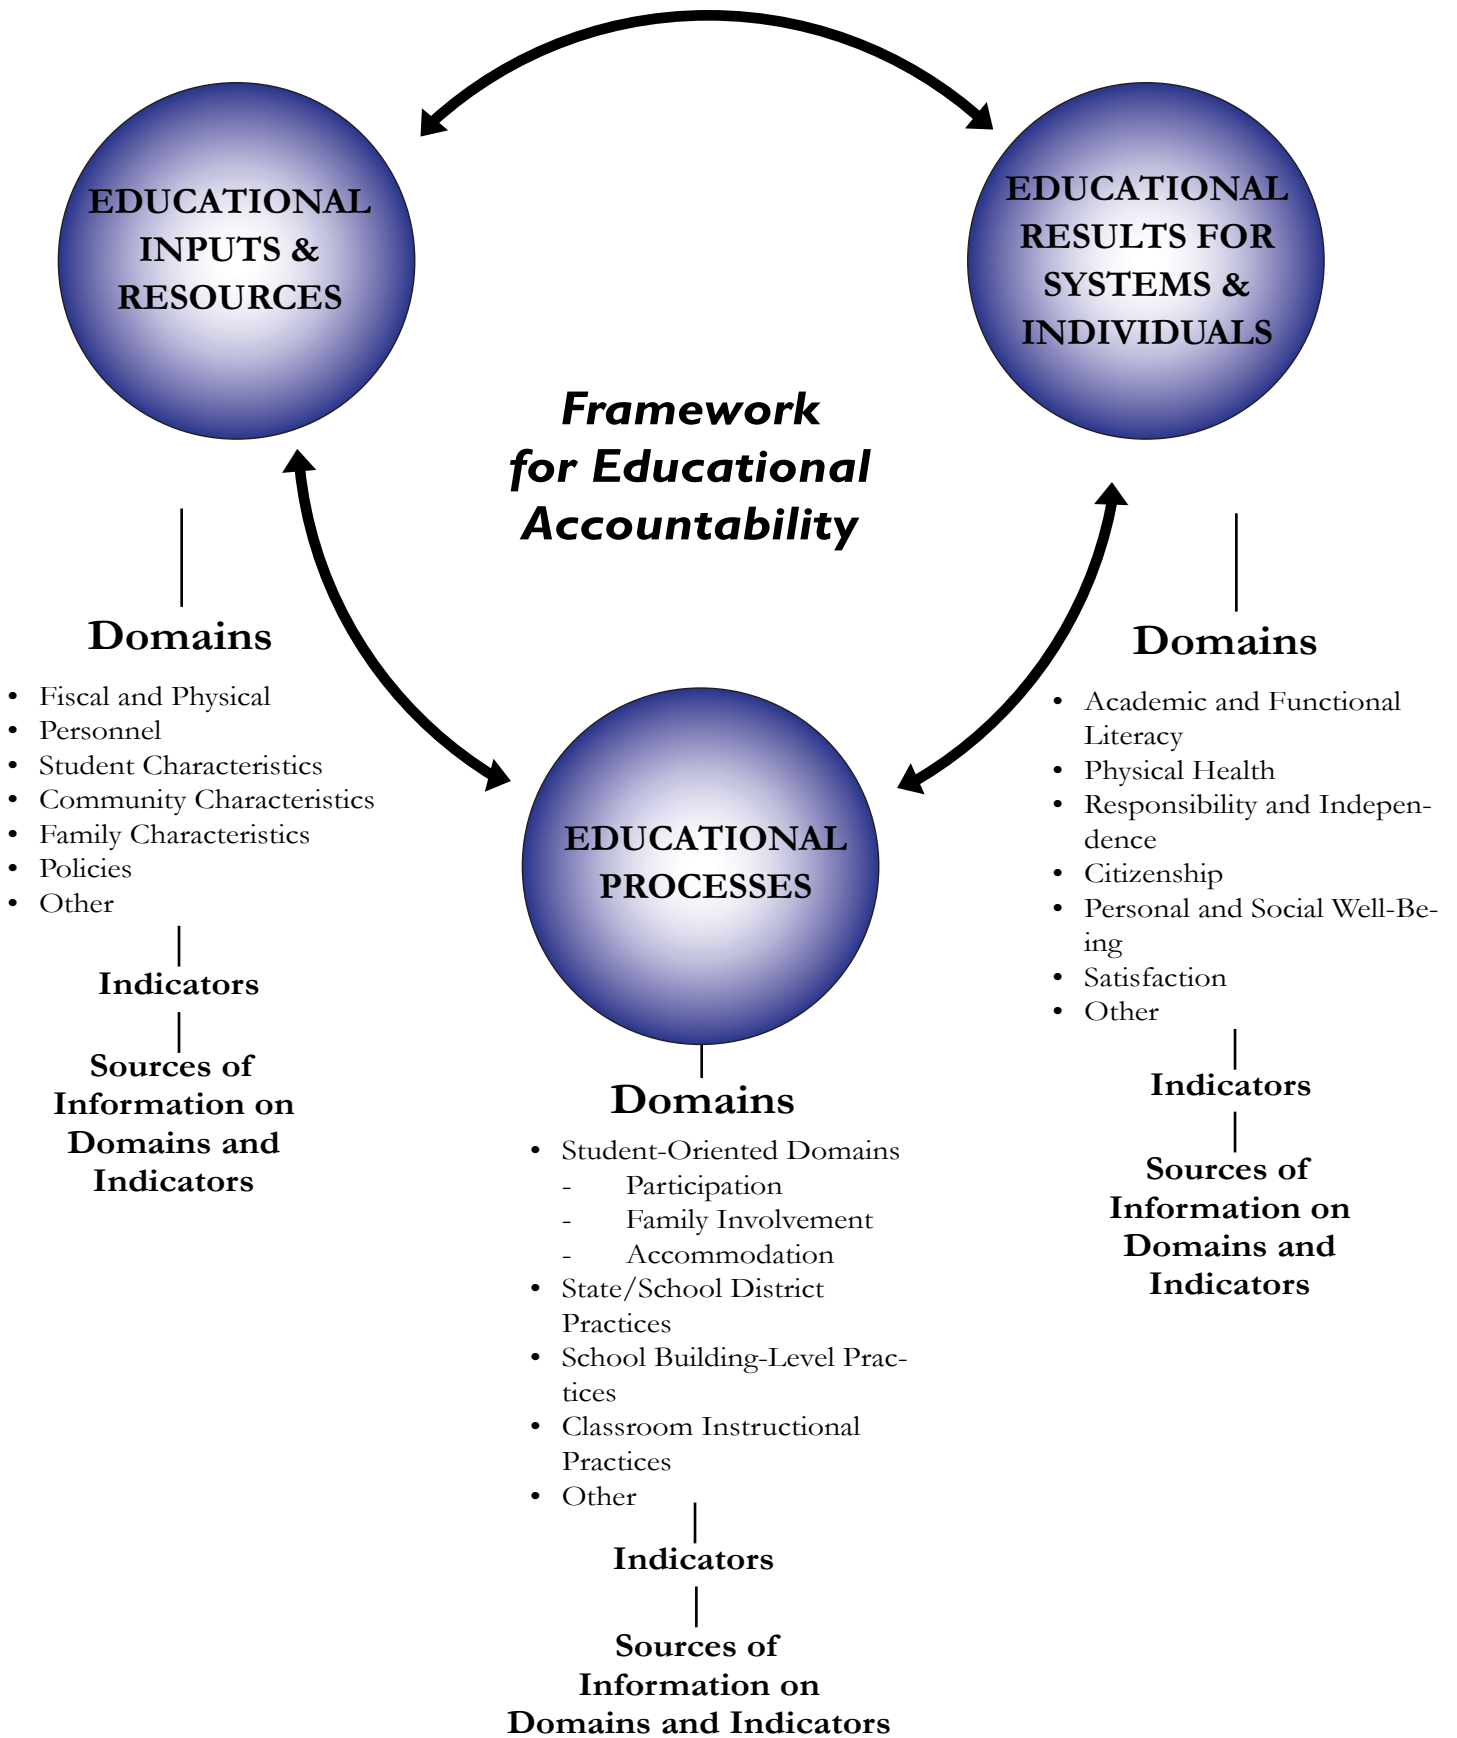 EDUCATIONAL
INPUTS &
RESOURCES
EDUCATIONAL
RESULTS FOR
SYSTEMS &
INDIVIDUALS
Framework
for Educational
Accountability
Domains
• Fiscal and Physical
• Personnel
• Student Characteristics
• Community Characteristics
• Family Characteristics
• Policies
• Other
Indicators
Sources of
Information on
Domains and
Indicators
EDUCATIONAL
PROCESSES
Domains
• Student-Oriented Domains
- Participation
- Family Involvement
- Accommodation
• State/School District
Practices
• School Building-Level Prac-
tices
• Classroom Instructional
Practices
• Other
Indicators
Sources of
Information on
Domains and Indicators
Domains
• Academic and Functional
Literacy
• Physical Health
• Responsibility and Indepen-
dence
• Citizenship
• Personal and Social Well-Be-
ing
• Satisfaction
• Other
Indicators
Sources of
Information on
Domains and
Indicators